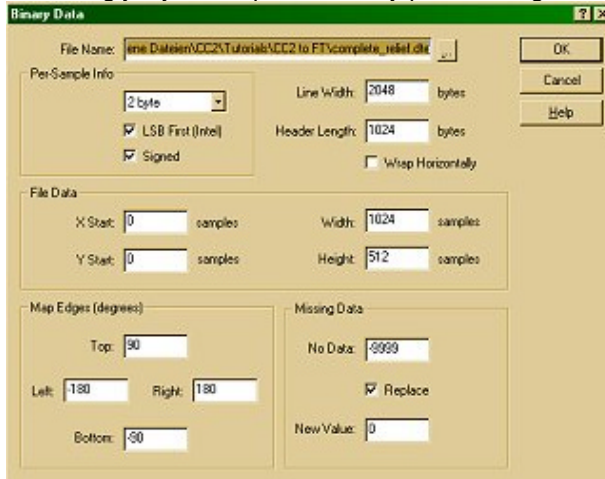 Binary Data
File Name: ene Dateien\CC2\Tutorials\CC2 to FT\complete_relief.dte ...
OK
Cancel
Help
Per-Sample Info
2 byte
LSB First (Intel)
Signed
Line Width: 2048 bytes
Header Length: 1024 bytes
Wrap Horizontally
File Data
X Start: 0 samples Width: 1024 samples
Y Start: 0 samples Height: 512 samples
Map Edges (degrees)
Top: 90
Left: -180 Right: 180
Bottom: -90
Missing Data
No Data: -9999
Replace
New Value: 0